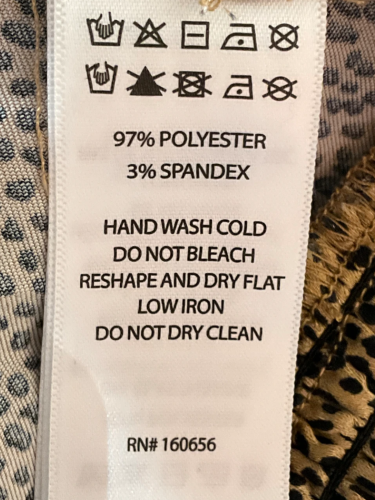 97% POLYESTER
3% SPANDEX
HAND WASH COLD
DO NOT BLEACH
RESHAPE AND DRY FLAT
LOW IRON
DO NOT DRY CLEAN
RN# 160656